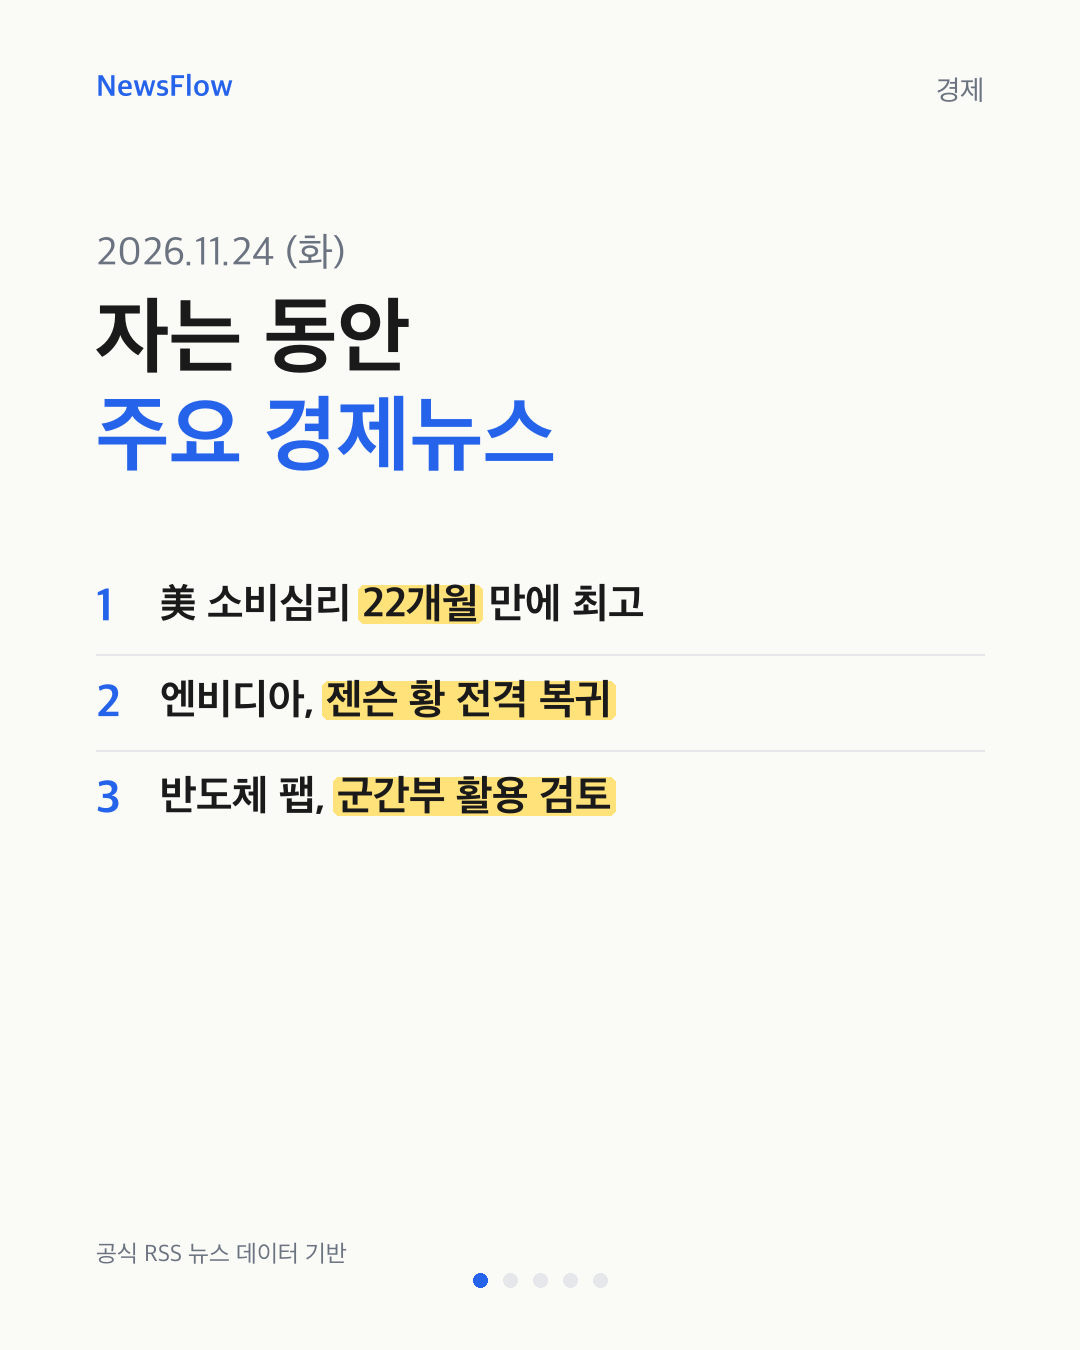 NewsFlow
경제
2026.11.24 (화)
자는 동안
주요 경제뉴스
1 美 소비심리 22개월 만에 최고
2 엔비디아, 젠슨 황 전격 복귀
3 반도체 팹, 군간부 활용 검토
공식 RSS 뉴스 데이터 기반